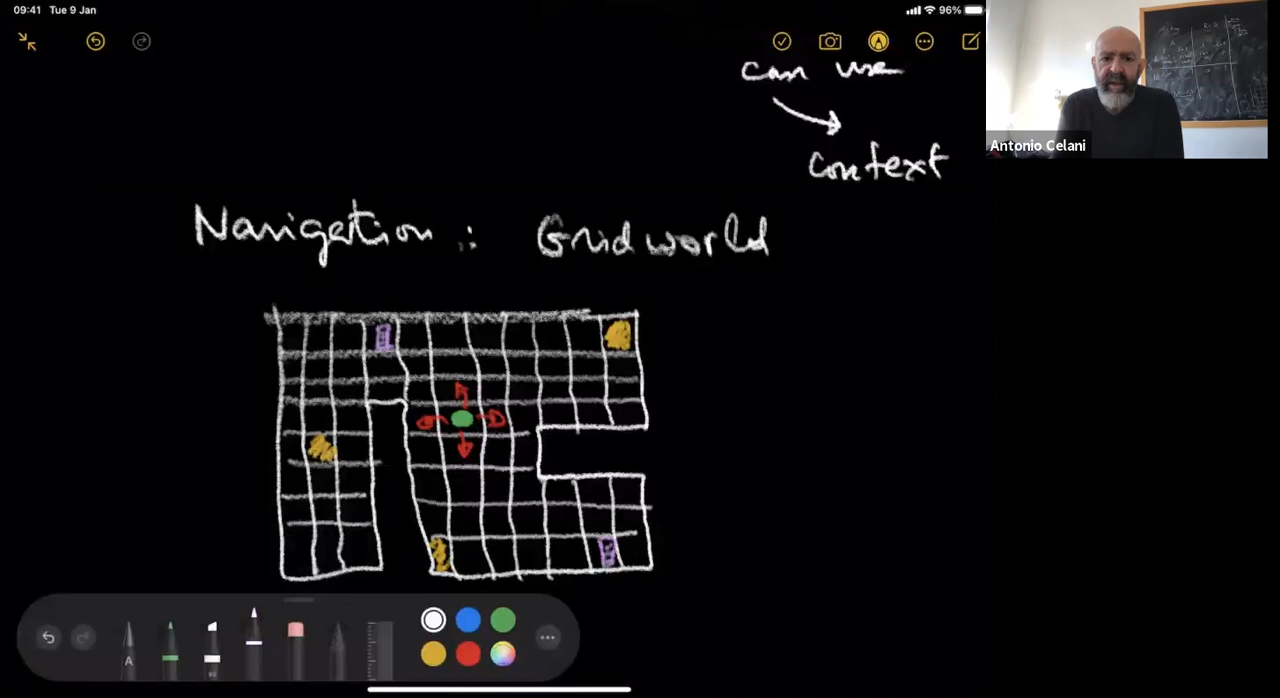 09:41 Tue 9 Jan
96%
can use
context
Antonio Celani
Navigation : Gridworld
A